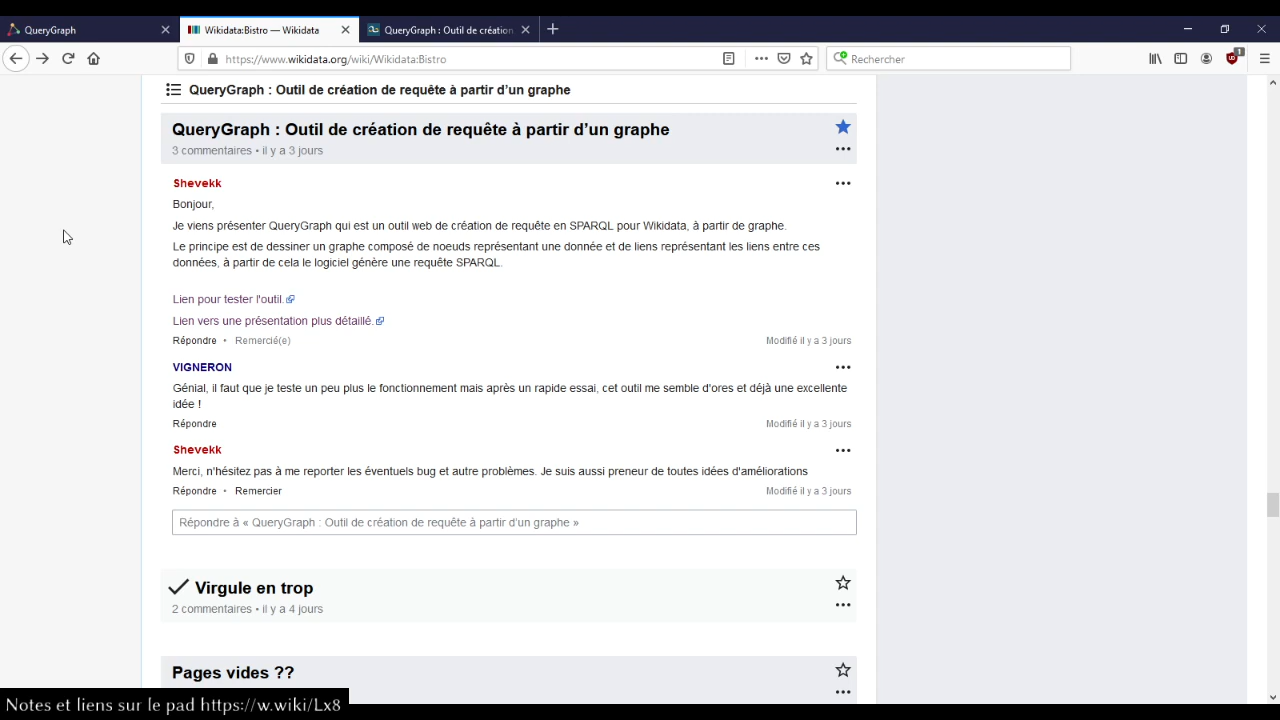 QueryGraph
Wikidata:Bistro — Wikidata
QueryGraph : Outil de création
https://www.wikidata.org/wiki/Wikidata:Bistro
Rechercher
1
QueryGraph : Outil de création de requête à partir d'un graphe
QueryGraph : Outil de création de requête à partir d'un graphe
3 commentaires • il y a 3 jours
Shevekk
Bonjour,
Je viens présenter QueryGraph qui est un outil web de création de requête en SPARQL pour Wikidata, à partir de graphe.
Le principe est de dessiner un graphe composé de noeuds représentant une donnée et de liens représentant les liens entre ces
données, à partir de cela le logiciel génère une requête SPARQL.
Lien pour tester l'outil.
Lien vers une présentation plus détaillé.
Répondre • Remercié(e)
Modifié il y a 3 jours
VIGNERON
Génial, il faut que je teste un peu plus le fonctionnement mais après un rapide essai, cet outil me semble d'ores et déjà une excellente
idée !
Répondre
Modifié il y a 3 jours
Shevekk
Merci, n'hésitez pas à me reporter les éventuels bug et autre problèmes. Je suis aussi preneur de toutes idées d'améliorations
Répondre • Remercier
Modifié il y a 3 jours
Répondre à « QueryGraph : Outil de création de requête à partir d'un graphe »
Virgule en trop
2 commentaires • il y a 4 jours
Pages vides ??
Notes et liens sur le pad https://w.wiki/Lx8